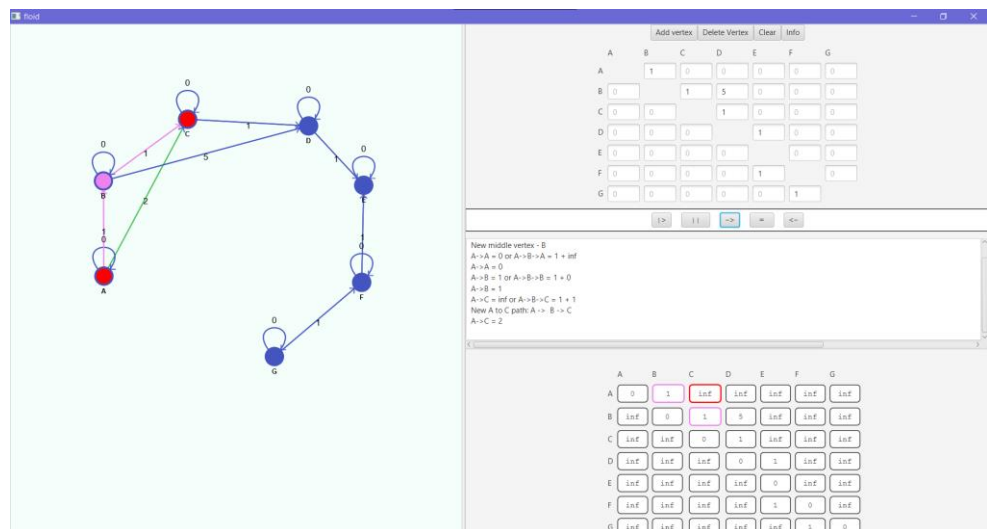 floid
Add vertex Delete Vertex Clear Info
A B C D E F G
A 1 0 0 0 0 0
B 0 1 5 0 0 0
C 0 0 1 0 0 0
D 0 0 0 1 0 0
E 0 0 0 0 0 0
F 0 0 0 0 1 0
G 0 0 0 0 0 1
|> || -> = <-
New middle vertex - B
A->A = 0 or A->B->A = 1 + inf
A->A = 0
A->B = 1 or A->B->B = 1 + 0
A->B = 1
A->C = inf or A->B->C = 1 + 1
New A to C path: A -> B -> C
A->C = 2
A B C D E F G
A 0 1 inf inf inf inf inf
B inf 0 1 5 inf inf inf
C inf inf 0 1 inf inf inf
D inf inf inf 0 1 inf inf
E inf inf inf inf 0 inf inf
F inf inf inf inf 1 0 inf
G inf inf inf inf inf 1 0
0
C
0
D
1
0
B
1
5
0
E
1
2
1
0
A
1
0
F
0
G
1